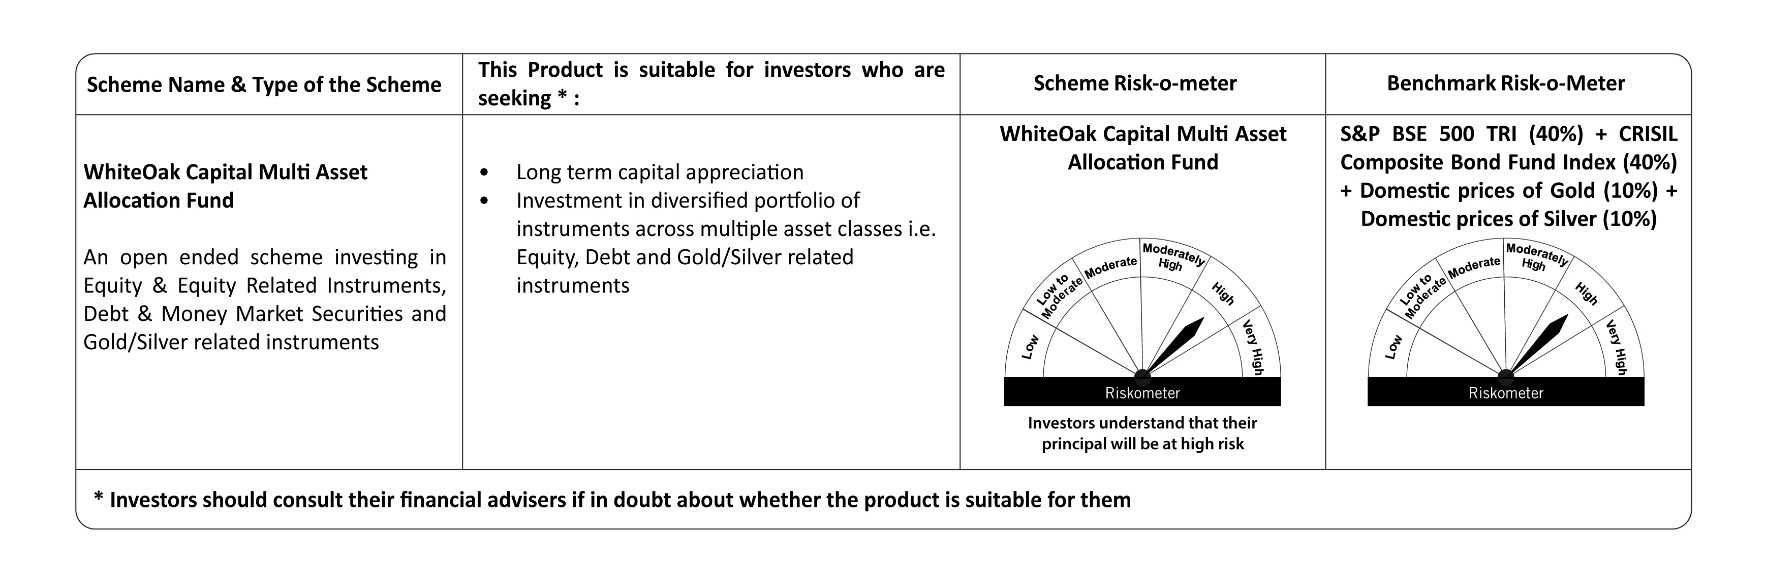 Scheme Name & Type of the Scheme
This Product is suitable for investors who are
seeking * :
Scheme Risk-o-meter
Benchmark Risk-o-Meter
WhiteOak Capital Multi Asset
Allocation Fund
An open ended scheme investing in
Equity & Equity Related Instruments,
Debt & Money Market Securities and
Gold/Silver related instruments
• Long term capital appreciation
• Investment in diversified portfolio of
instruments across multiple asset classes i.e.
Equity, Debt and Gold/Silver related
instruments
WhiteOak Capital Multi Asset
Allocation Fund
Low
Low to
Moderate
Moderate
Moderately
High
High
Very High
Riskometer
Investors understand that their
principal will be at high risk
S&P BSE 500 TRI (40%) + CRISIL
Composite Bond Fund Index (40%)
+ Domestic prices of Gold (10%) +
Domestic prices of Silver (10%)
Low
Low to
Moderate
Moderate
Moderately
High
High
Very High
Riskometer
* Investors should consult their financial advisers if in doubt about whether the product is suitable for them